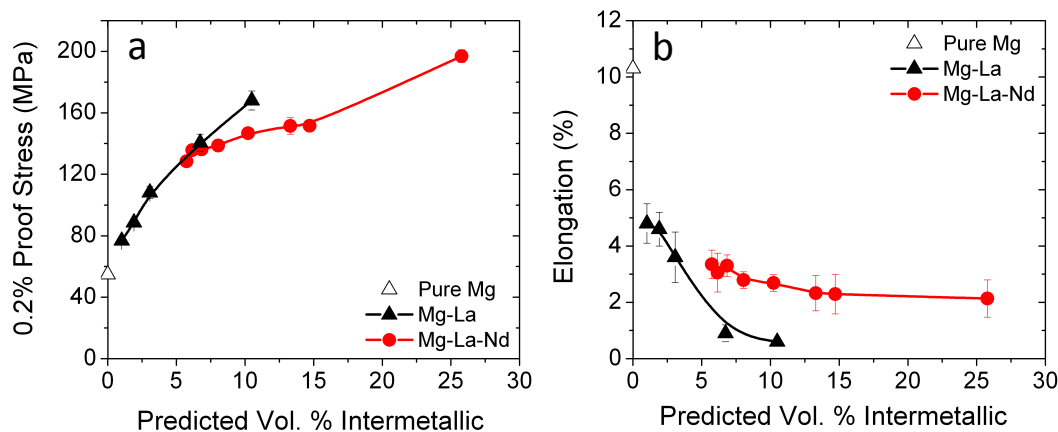 a
0.2% Proof Stress (MPa)
200
160
120
80
40
0
Pure Mg
Mg-La
Mg-La-Nd
0 5 10 15 20 25 30
Predicted Vol. % Intermetallic
b
Elongation (%)
12
10
8
6
4
2
0
Pure Mg
Mg-La
Mg-La-Nd
0 5 10 15 20 25 30
Predicted Vol. % Intermetallic